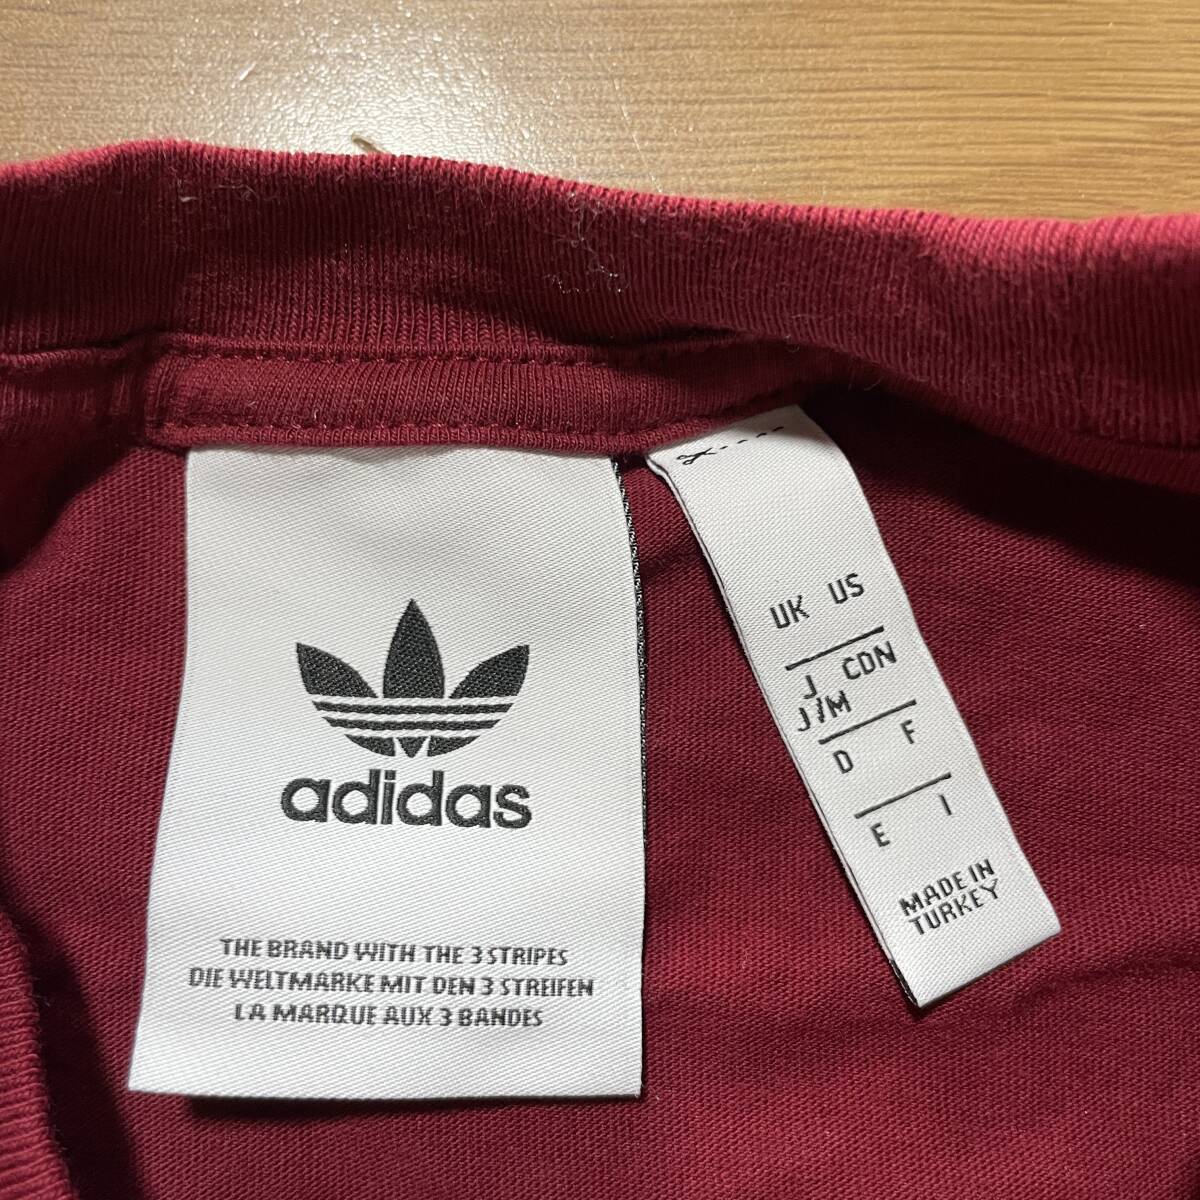 adidas
THE BRAND WITH THE 3 STRIPES
DIE WELTMARKE MIT DEN 3 STREIFEN
LA MARQUE AUX 3 BANDES
UK US
J CDN
J/M
D F
E I
MADE IN
TURKEY